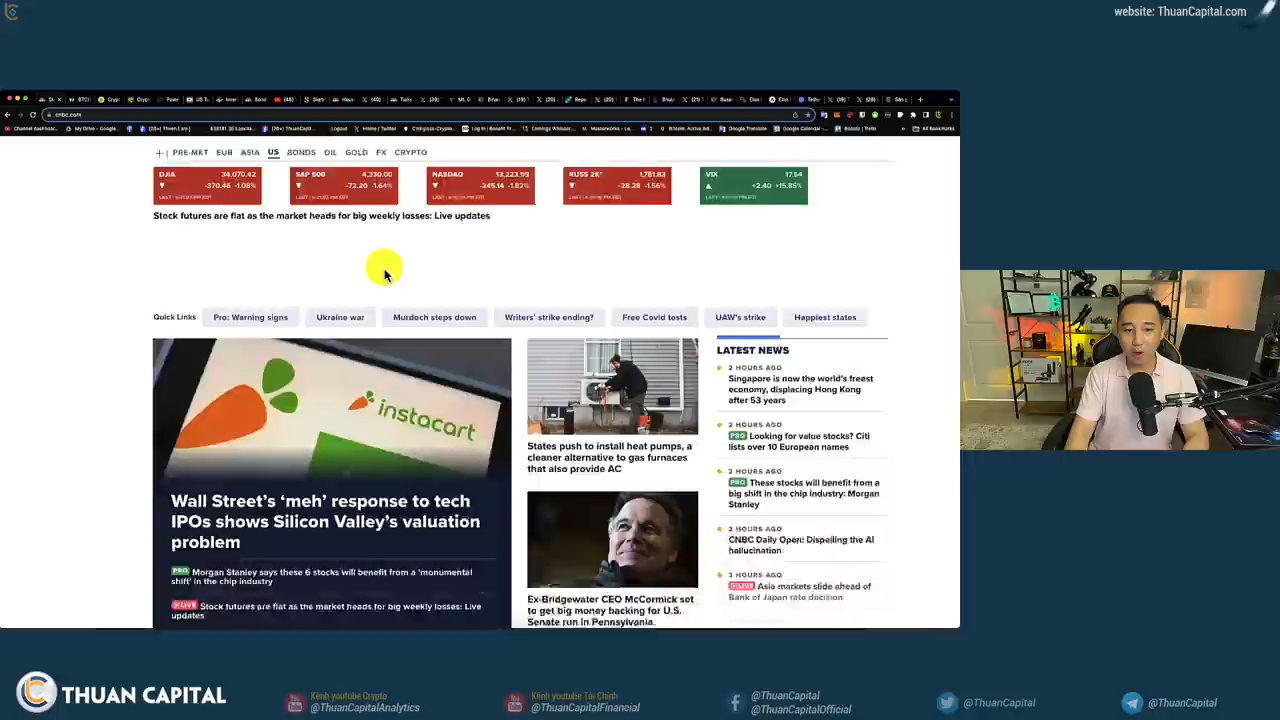 website: ThuanCapital.com
cnbc.com
PRE-MKT EUR ASIA US BONDS OIL GOLD FX CRYPTO
DJIA 34,070.42
-370.46 -1.08%
S&P 500 4,330.00
-72.20 -1.64%
NASDAQ 13,223.99
-245.14 -1.82%
RUSS 2K* 1,781.83
-28.28 -1.56%
VIX 17.54
+2.40 +15.85%
Stock futures are flat as the market heads for big weekly losses: Live updates
Quick Links Pro: Warning signs Ukraine war Murdoch steps down Writers' strike ending? Free Covid tests UAW's strike Happiest states
instacart
Wall Street's 'meh' response to tech
IPOs shows Silicon Valley's valuation
problem
PRO Morgan Stanley says these 6 stocks will benefit from a 'monumental
shift' in the chip industry
LIVE Stock futures are flat as the market heads for big weekly losses: Live
updates
States push to install heat pumps, a
cleaner alternative to gas furnaces
that also provide AC
Ex-Bridgewater CEO McCormick set
to get big money backing for U.S.
Senate run in Pennsylvania.
LATEST NEWS
2 HOURS AGO
Singapore is now the world's freest
economy, displacing Hong Kong
after 53 years
2 HOURS AGO
PRO Looking for value stocks? Citi
lists over 10 European names
2 HOURS AGO
PRO These stocks will benefit from a
big shift in the chip industry: Morgan
Stanley
2 HOURS AGO
CNBC Daily Open: Dispelling the AI
hallucination
3 HOURS AGO
LIVE Asia markets slide ahead of
Bank of Japan rate decision
THUAN CAPITAL
Kênh youtube Crypto
@ThuanCapitalAnalytics
Kênh youtube Tài Chính
@ThuanCapitalFinancial
@ThuanCapital
@ThuanCapitalOfficial
@ThuanCapital
@ThuanCapital